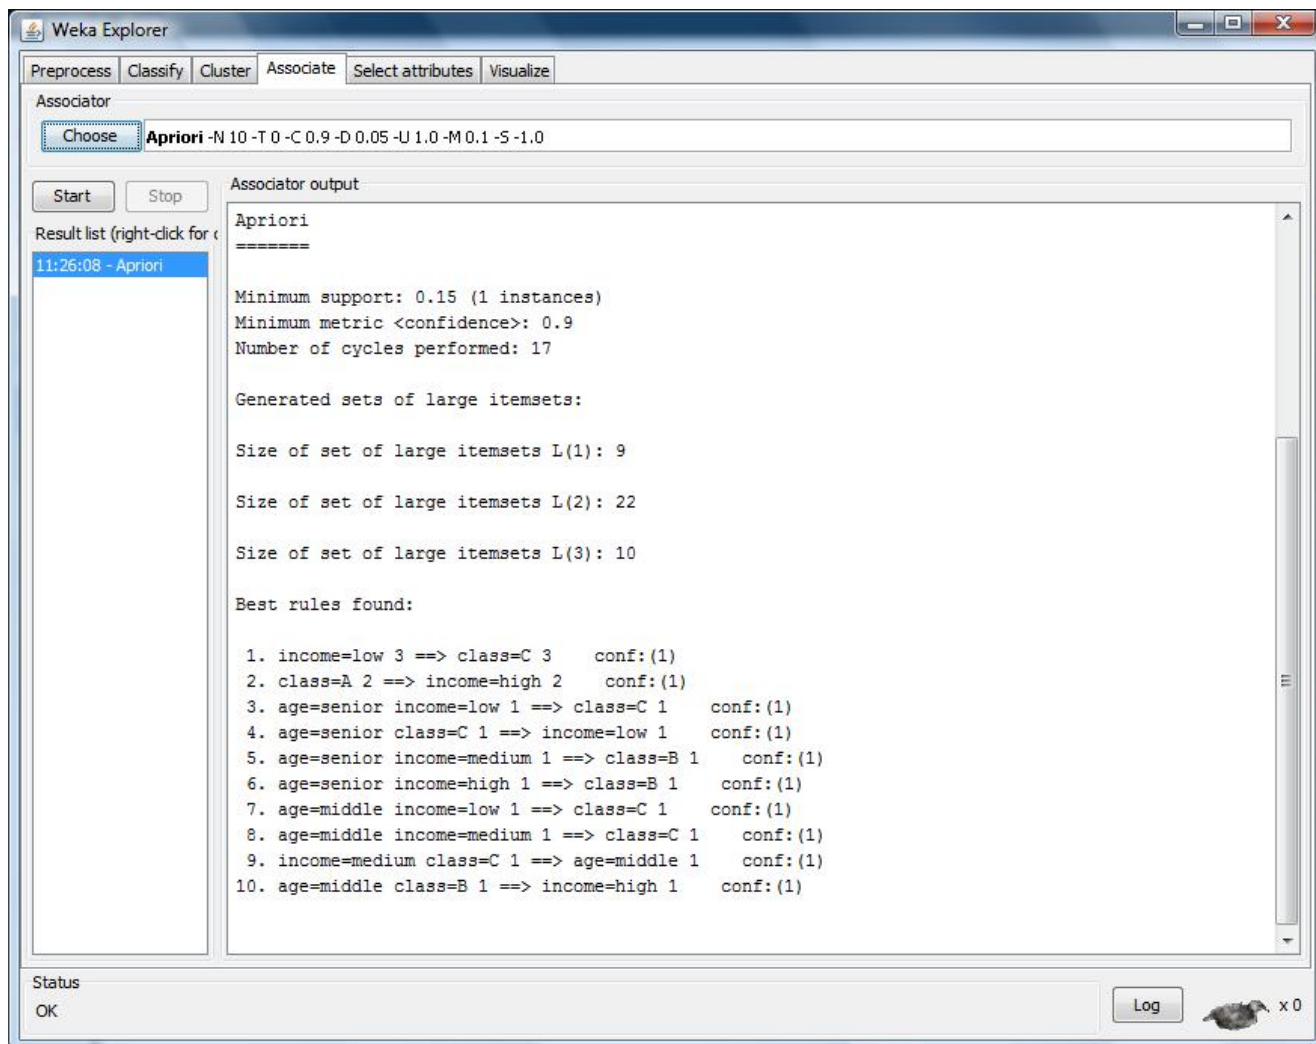 Weka Explorer
Preprocess Classify Cluster Associate Select attributes Visualize
Associator
Choose Apriori -N 10 -T 0 -C 0.9 -D 0.05 -U 1.0 -M 0.1 -S -1.0
Start Stop
Result list (right-click for o
11:26:08 - Apriori
Associator output
Apriori
=======
Minimum support: 0.15 (1 instances)
Minimum metric <confidence>: 0.9
Number of cycles performed: 17
Generated sets of large itemsets:
Size of set of large itemsets L(1): 9
Size of set of large itemsets L(2): 22
Size of set of large itemsets L(3): 10
Best rules found:
1. income=low 3 ==> class=C 3 conf:(1)
2. class=A 2 ==> income=high 2 conf:(1)
3. age=senior income=low 1 ==> class=C 1 conf:(1)
4. age=senior class=C 1 ==> income=low 1 conf:(1)
5. age=senior income=medium 1 ==> class=B 1 conf:(1)
6. age=senior income=high 1 ==> class=B 1 conf:(1)
7. age=middle income=low 1 ==> class=C 1 conf:(1)
8. age=middle income=medium 1 ==> class=C 1 conf:(1)
9. income=medium class=C 1 ==> age=middle 1 conf:(1)
10. age=middle class=B 1 ==> income=high 1 conf:(1)
Status
OK
Log
x 0